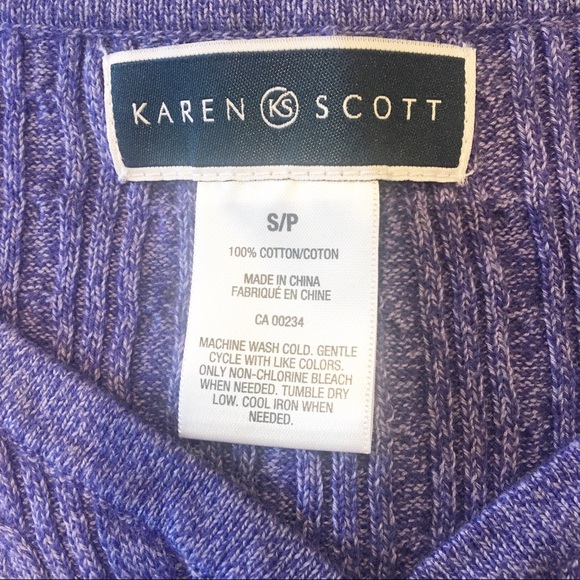 KAREN KS SCOTT
S/P
100% COTTON/COTON
MADE IN CHINA
FABRIQUÉ EN CHINE
CA 00234
MACHINE WASH COLD. GENTLE
CYCLE WITH LIKE COLORS.
ONLY NON-CHLORINE BLEACH
WHEN NEEDED. TUMBLE DRY
LOW. COOL IRON WHEN
NEEDED.